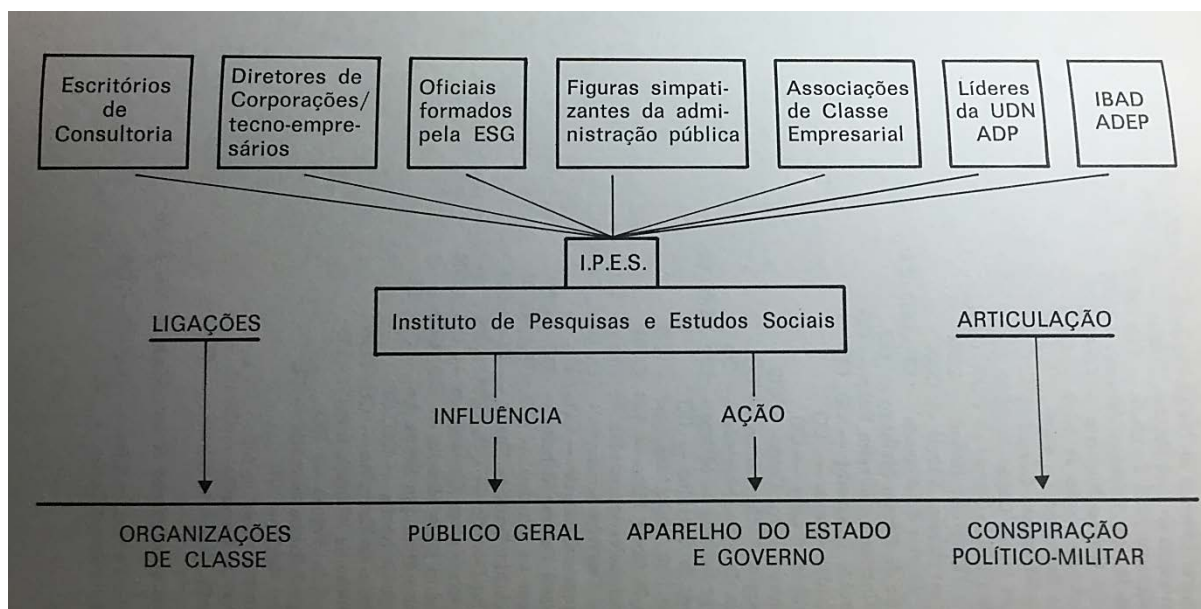 Escritórios
de
Consultoria
Diretores de
Corporações/
tecno-empre-
sários
Oficiais
formados
pela ESG
Figuras simpati-
zantes da admi-
nistração pública
Associações
de Classe
Empresarial
Líderes
da UDN
ADP
IBAD
ADEP
I.P.E.S.
Instituto de Pesquisas e Estudos Sociais
LIGAÇÕES
ARTICULAÇÃO
INFLUÊNCIA
AÇÃO
ORGANIZAÇÕES
DE CLASSE
PÚBLICO GERAL
APARELHO DO ESTADO
E GOVERNO
CONSPIRAÇÃO
POLÍTICO-MILITAR